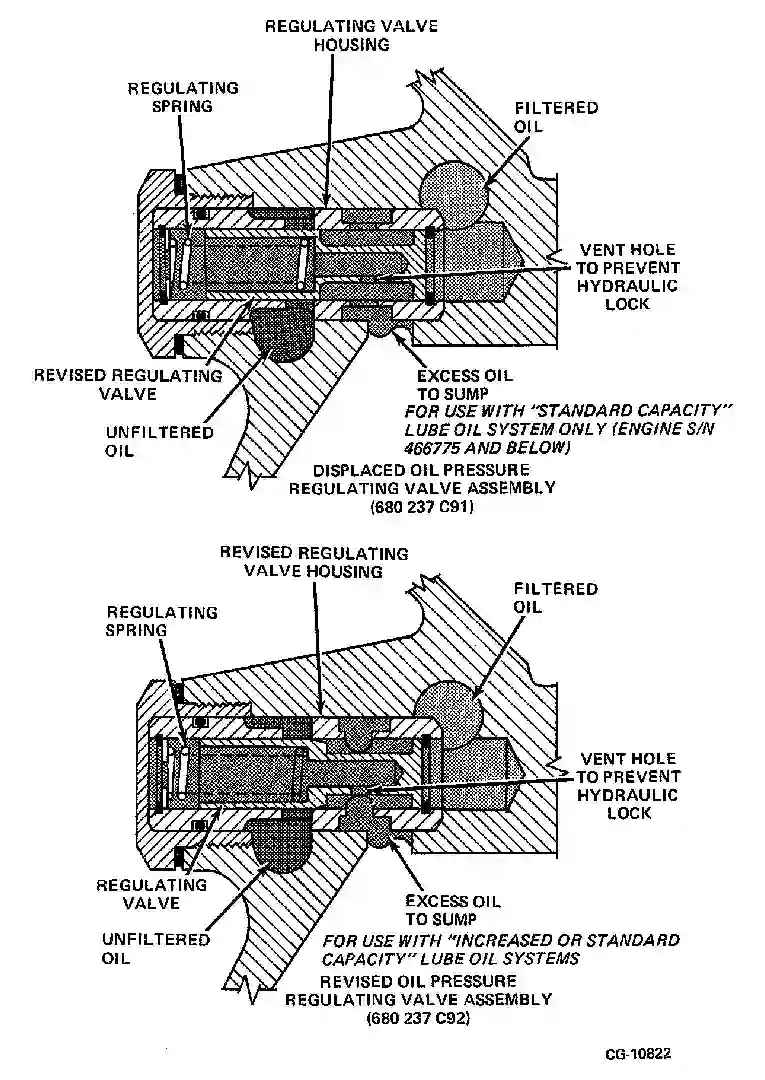 REGULATING VALVE
HOUSING
REGULATING
SPRING
FILTERED
OIL
VENT HOLE
TO PREVENT
HYDRAULIC
LOCK
REVISED REGULATING
VALVE
UNFILTERED
OIL
EXCESS OIL
TO SUMP
FOR USE WITH "STANDARD CAPACITY"
LUBE OIL SYSTEM ONLY (ENGINE S/N
466775 AND BELOW)
DISPLACED OIL PRESSURE
REGULATING VALVE ASSEMBLY
(680 237 C91)
REVISED REGULATING
VALVE HOUSING
REGULATING
SPRING
FILTERED
OIL
VENT HOLE
TO PREVENT
HYDRAULIC
LOCK
REGULATING
VALVE
UNFILTERED
OIL
EXCESS OIL
TO SUMP
FOR USE WITH "INCREASED OR STANDARD
CAPACITY" LUBE OIL SYSTEMS
REVISED OIL PRESSURE
REGULATING VALVE ASSEMBLY
(680 237 C92)
CG-10822